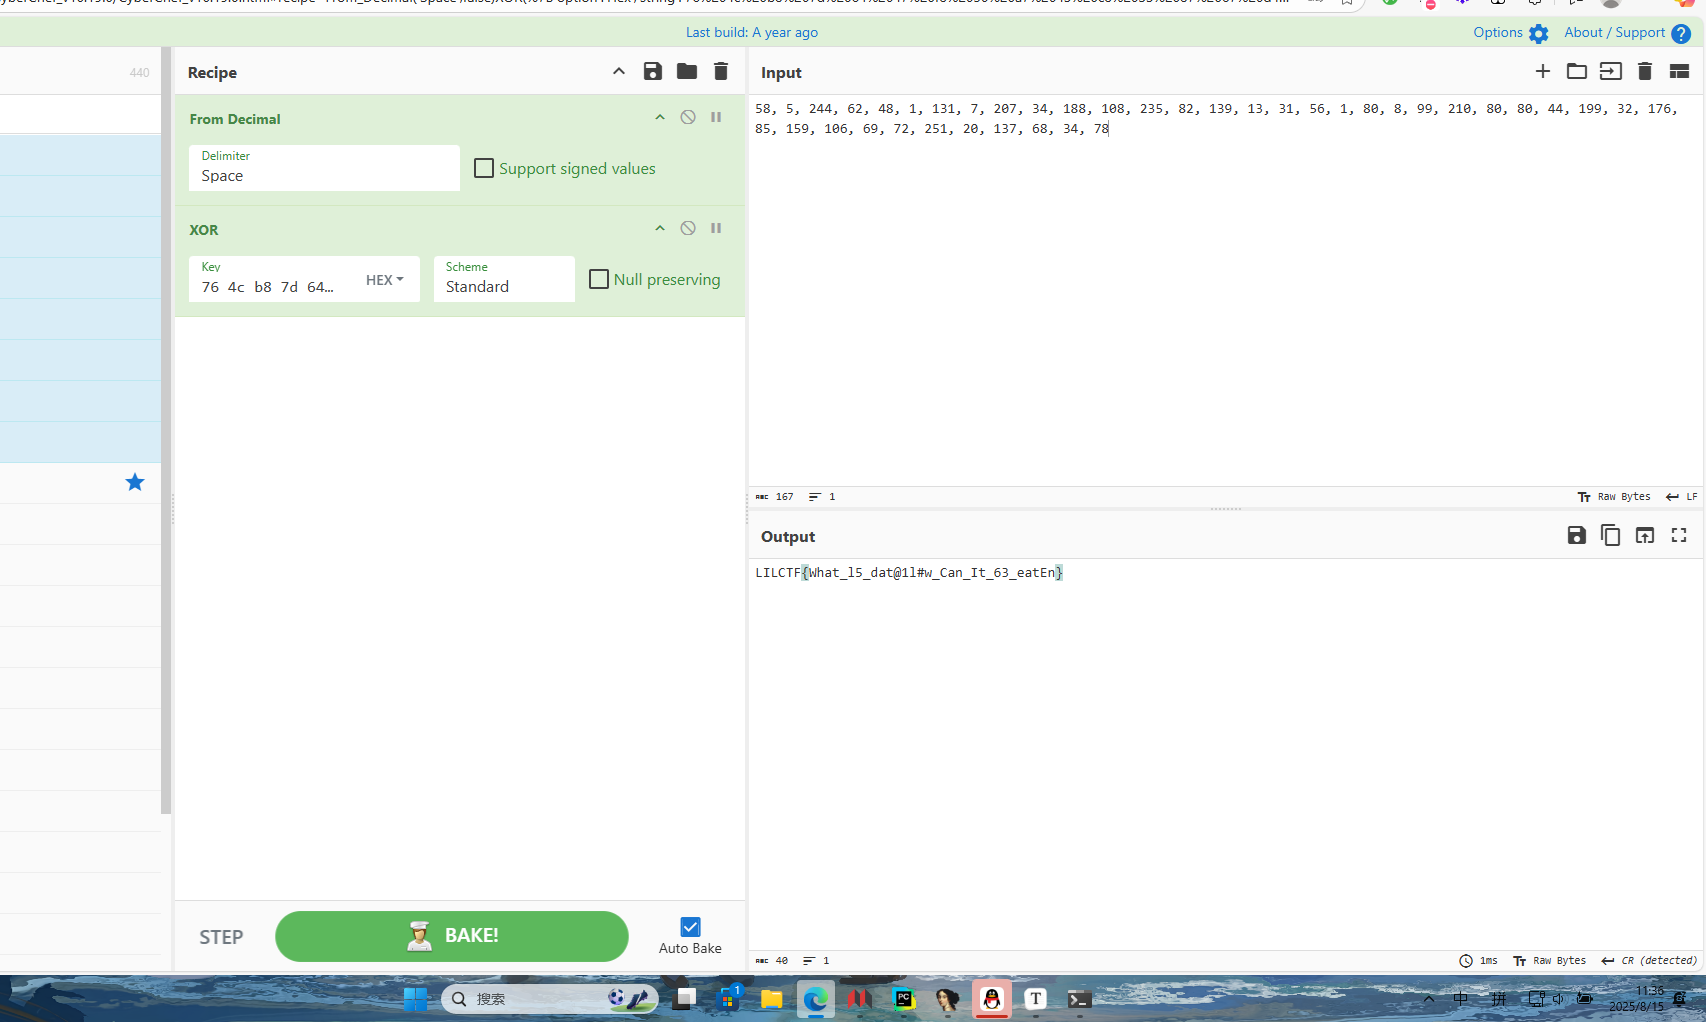 Last build: A year ago
Options
About / Support
440
Recipe
Input
From Decimal
Delimiter
Space
Support signed values
XOR
Key
76 4c b8 7d 64...
HEX
Scheme
Standard
Null preserving
58, 5, 244, 62, 48, 1, 131, 7, 207, 34, 188, 108, 235, 82, 139, 13, 31, 56, 1, 80, 8, 99, 210, 80, 80, 44, 199, 32, 176,
85, 159, 106, 69, 72, 251, 20, 137, 68, 34, 78
ABC 167
1
Raw Bytes
LF
Output
LILCTF{What_l5_dat@1l#w_Can_It_63_eatEn}
STEP
BAKE!
Auto Bake
ABC 40
1
1ms
Raw Bytes
CR (detected)
搜索
1
PC
T
中
拼
11:36
2025/8/15